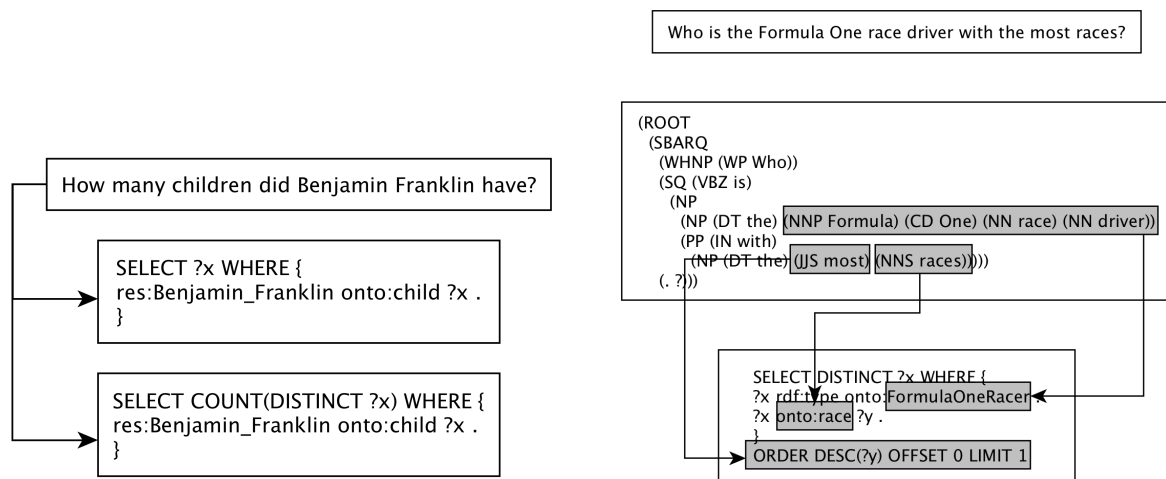 How many children did Benjamin Franklin have?
SELECT ?x WHERE {
res:Benjamin_Franklin onto:child ?x .
}
SELECT COUNT(DISTINCT ?x) WHERE {
res:Benjamin_Franklin onto:child ?x .
}
Who is the Formula One race driver with the most races?
(ROOT
(SBARQ
(WHNP (WP Who))
(SQ (VBZ is)
(NP
(NP (DT the) (NNP Formula) (CD One) (NN race) (NN driver))
(PP (IN with)
(NP (DT the) (JJS most) (NNS races)))))
(. ?)))
SELECT DISTINCT ?x WHERE {
?x rdf:type onto:FormulaOneRacer .
?x onto:race ?y .
}
ORDER DESC(?y) OFFSET 0 LIMIT 1